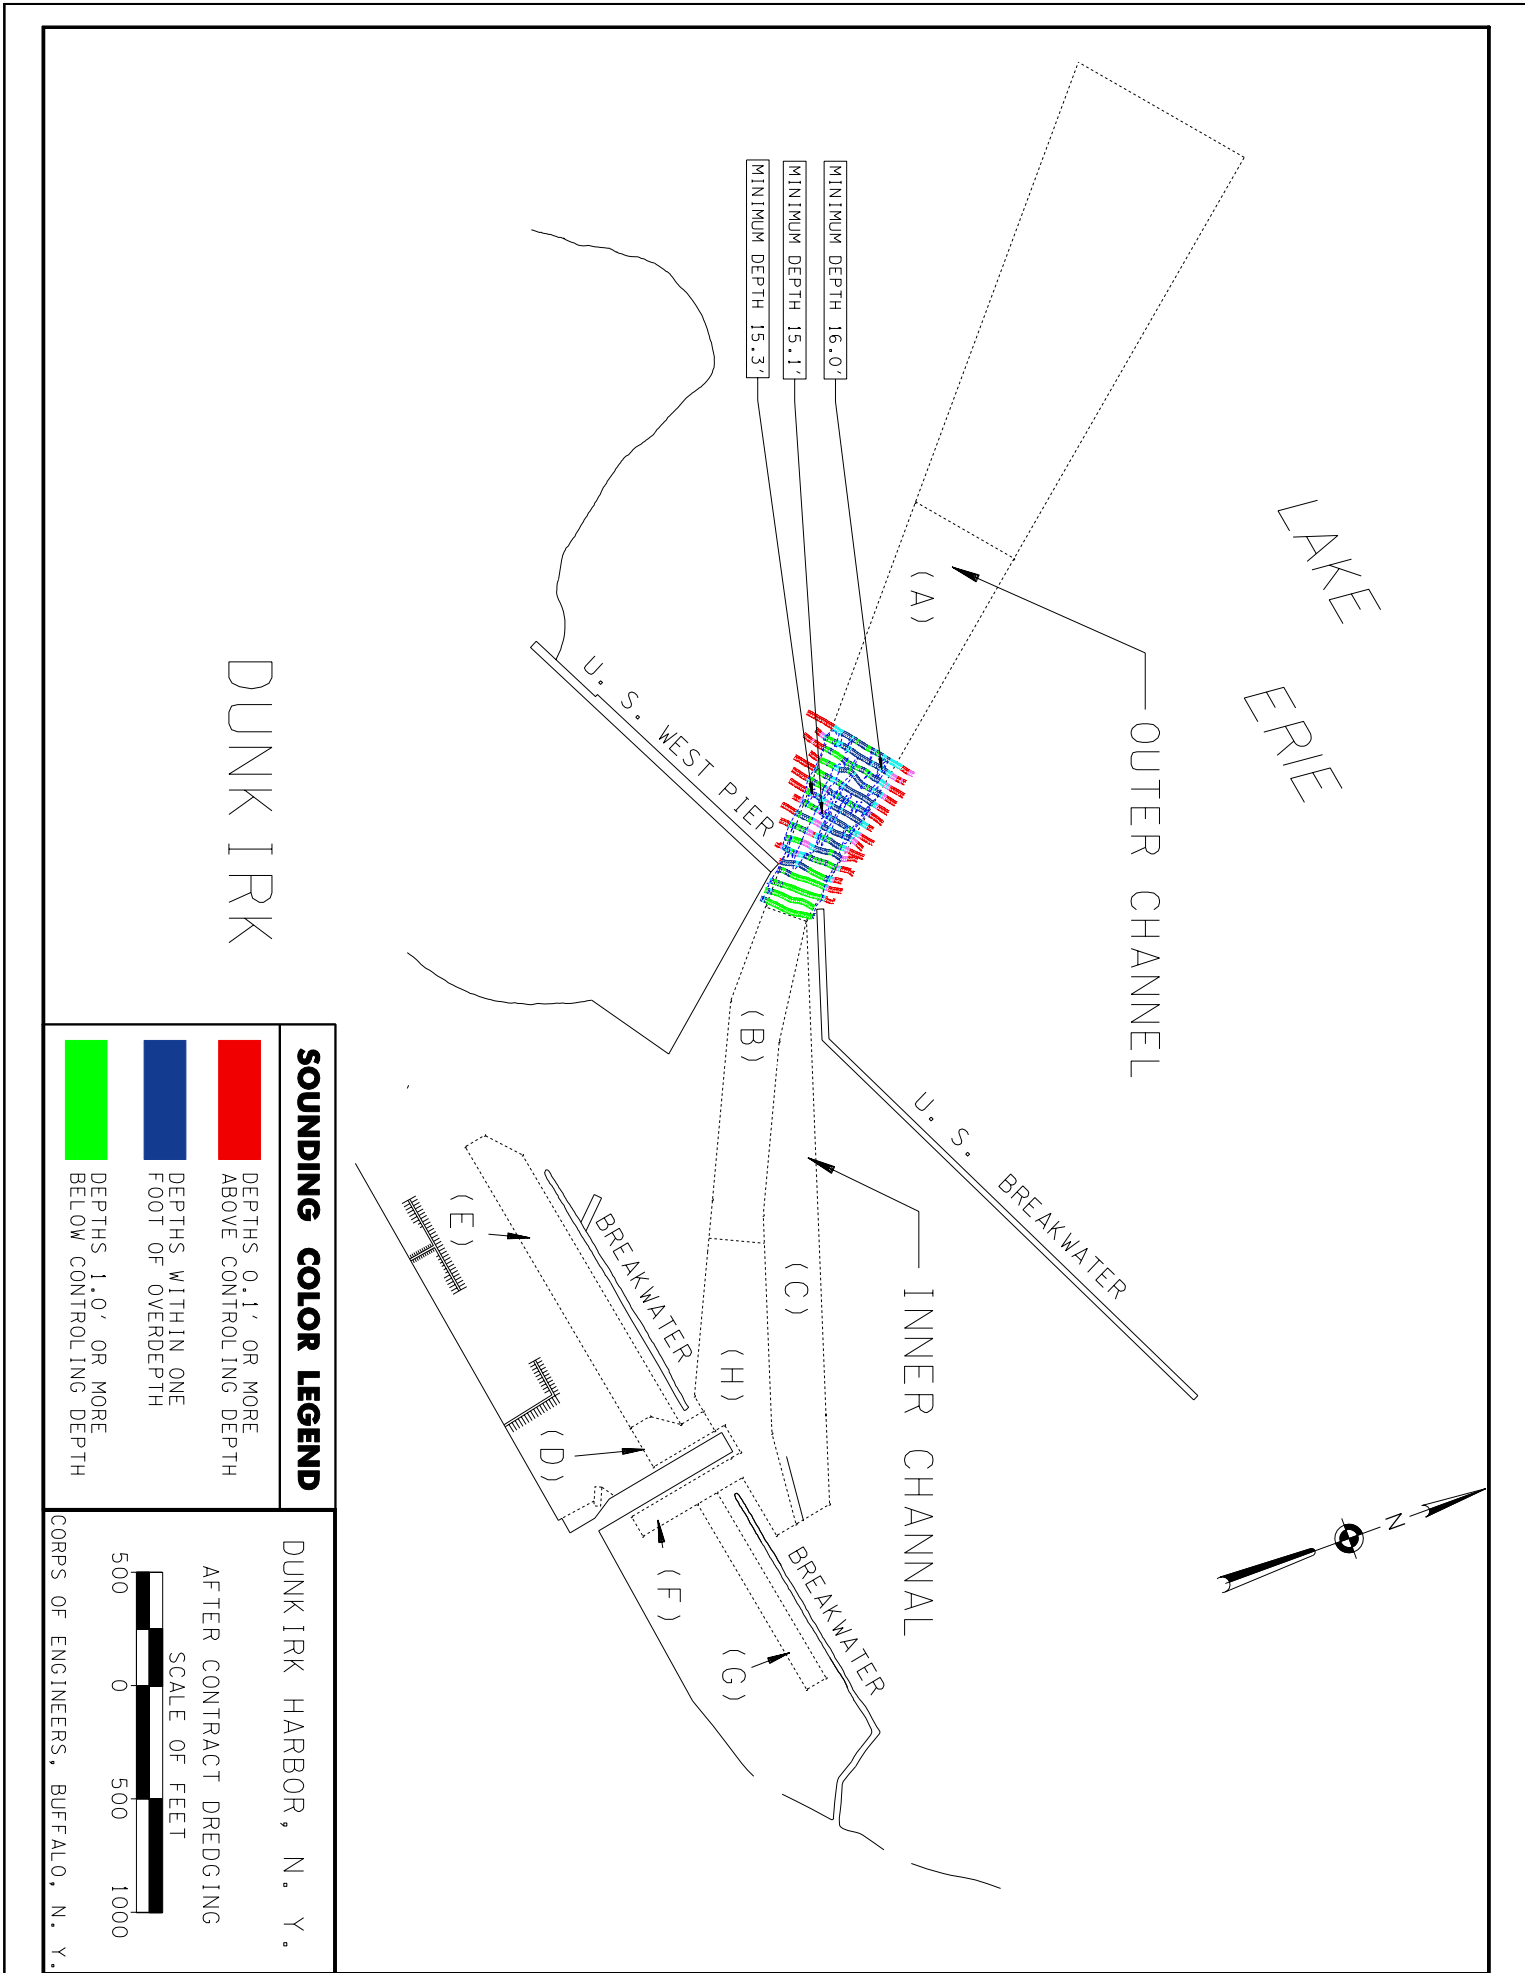 LAKE
ERIE
OUTER CHANNEL
(A)
MINIMUM DEPTH 16.0'
MINIMUM DEPTH 15.1'
MINIMUM DEPTH 15.3'
U. S. WEST PIER
DUNKIRK
U. S. BREAKWATER
(B)
(C)
INNER CHANNAL
(H)
(E)
BREAKWATER
(D)
(F)
(G)
BREAKWATER
N
SOUNDING COLOR LEGEND
DEPTHS 0.1' OR MORE
ABOVE CONTROLING DEPTH
DEPTHS WITHIN ONE
FOOT OF OVERDEPTH
DEPTHS 1.0' OR MORE
BELOW CONTROLING DEPTH
DUNKIRK HARBOR, N. Y.
AFTER CONTRACT DREDGING
SCALE OF FEET
500 0 500 1000
CORPS OF ENGINEERS, BUFFALO, N. Y.